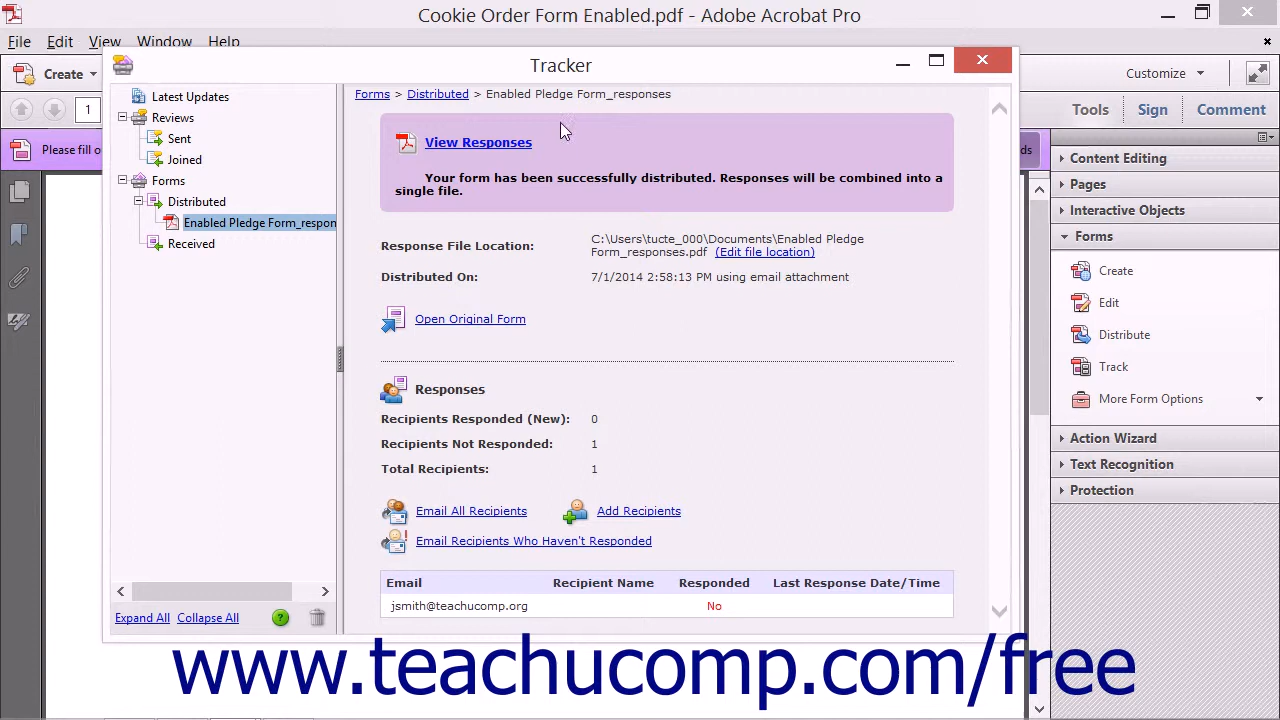 Cookie Order Form Enabled.pdf - Adobe Acrobat Pro
File Edit View Window Help
Tracker
Create
Customize
1
Tools Sign Comment
Please fill o
ds
Latest Updates
Reviews
Sent
Joined
Forms
Distributed
Enabled Pledge Form_respon
Received
Expand All Collapse All
Forms > Distributed > Enabled Pledge Form_responses
View Responses
Your form has been successfully distributed. Responses will be combined into a
single file.
Response File Location: C:\Users\tucte_000\Documents\Enabled Pledge
Form_responses.pdf (Edit file location)
Distributed On: 7/1/2014 2:58:13 PM using email attachment
Open Original Form
Responses
Recipients Responded (New): 0
Recipients Not Responded: 1
Total Recipients: 1
Email All Recipients Add Recipients
Email Recipients Who Haven't Responded
Email Recipient Name Responded Last Response Date/Time
jsmith@teachucomp.org No
Content Editing
Pages
Interactive Objects
Forms
Create
Edit
Distribute
Track
More Form Options
Action Wizard
Text Recognition
Protection
www.teachucomp.com/free